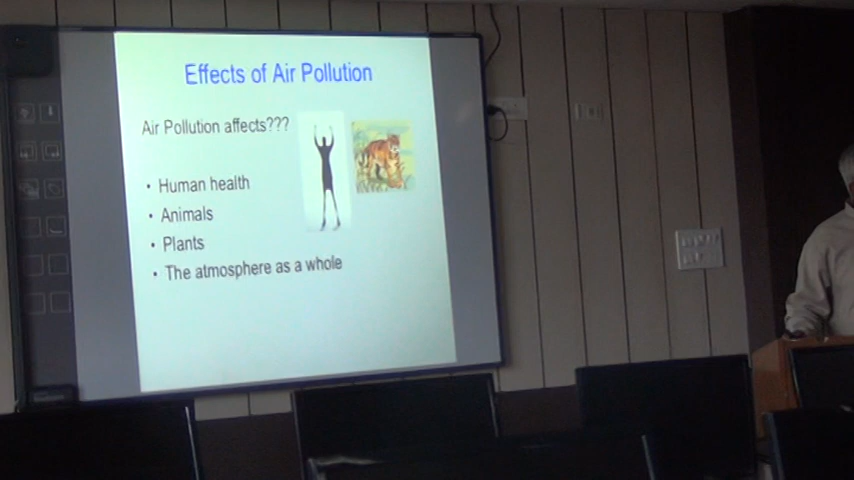 Effects of Air Pollution
Air Pollution affects???
• Human health
• Animals
• Plants
• The atmosphere as a whole